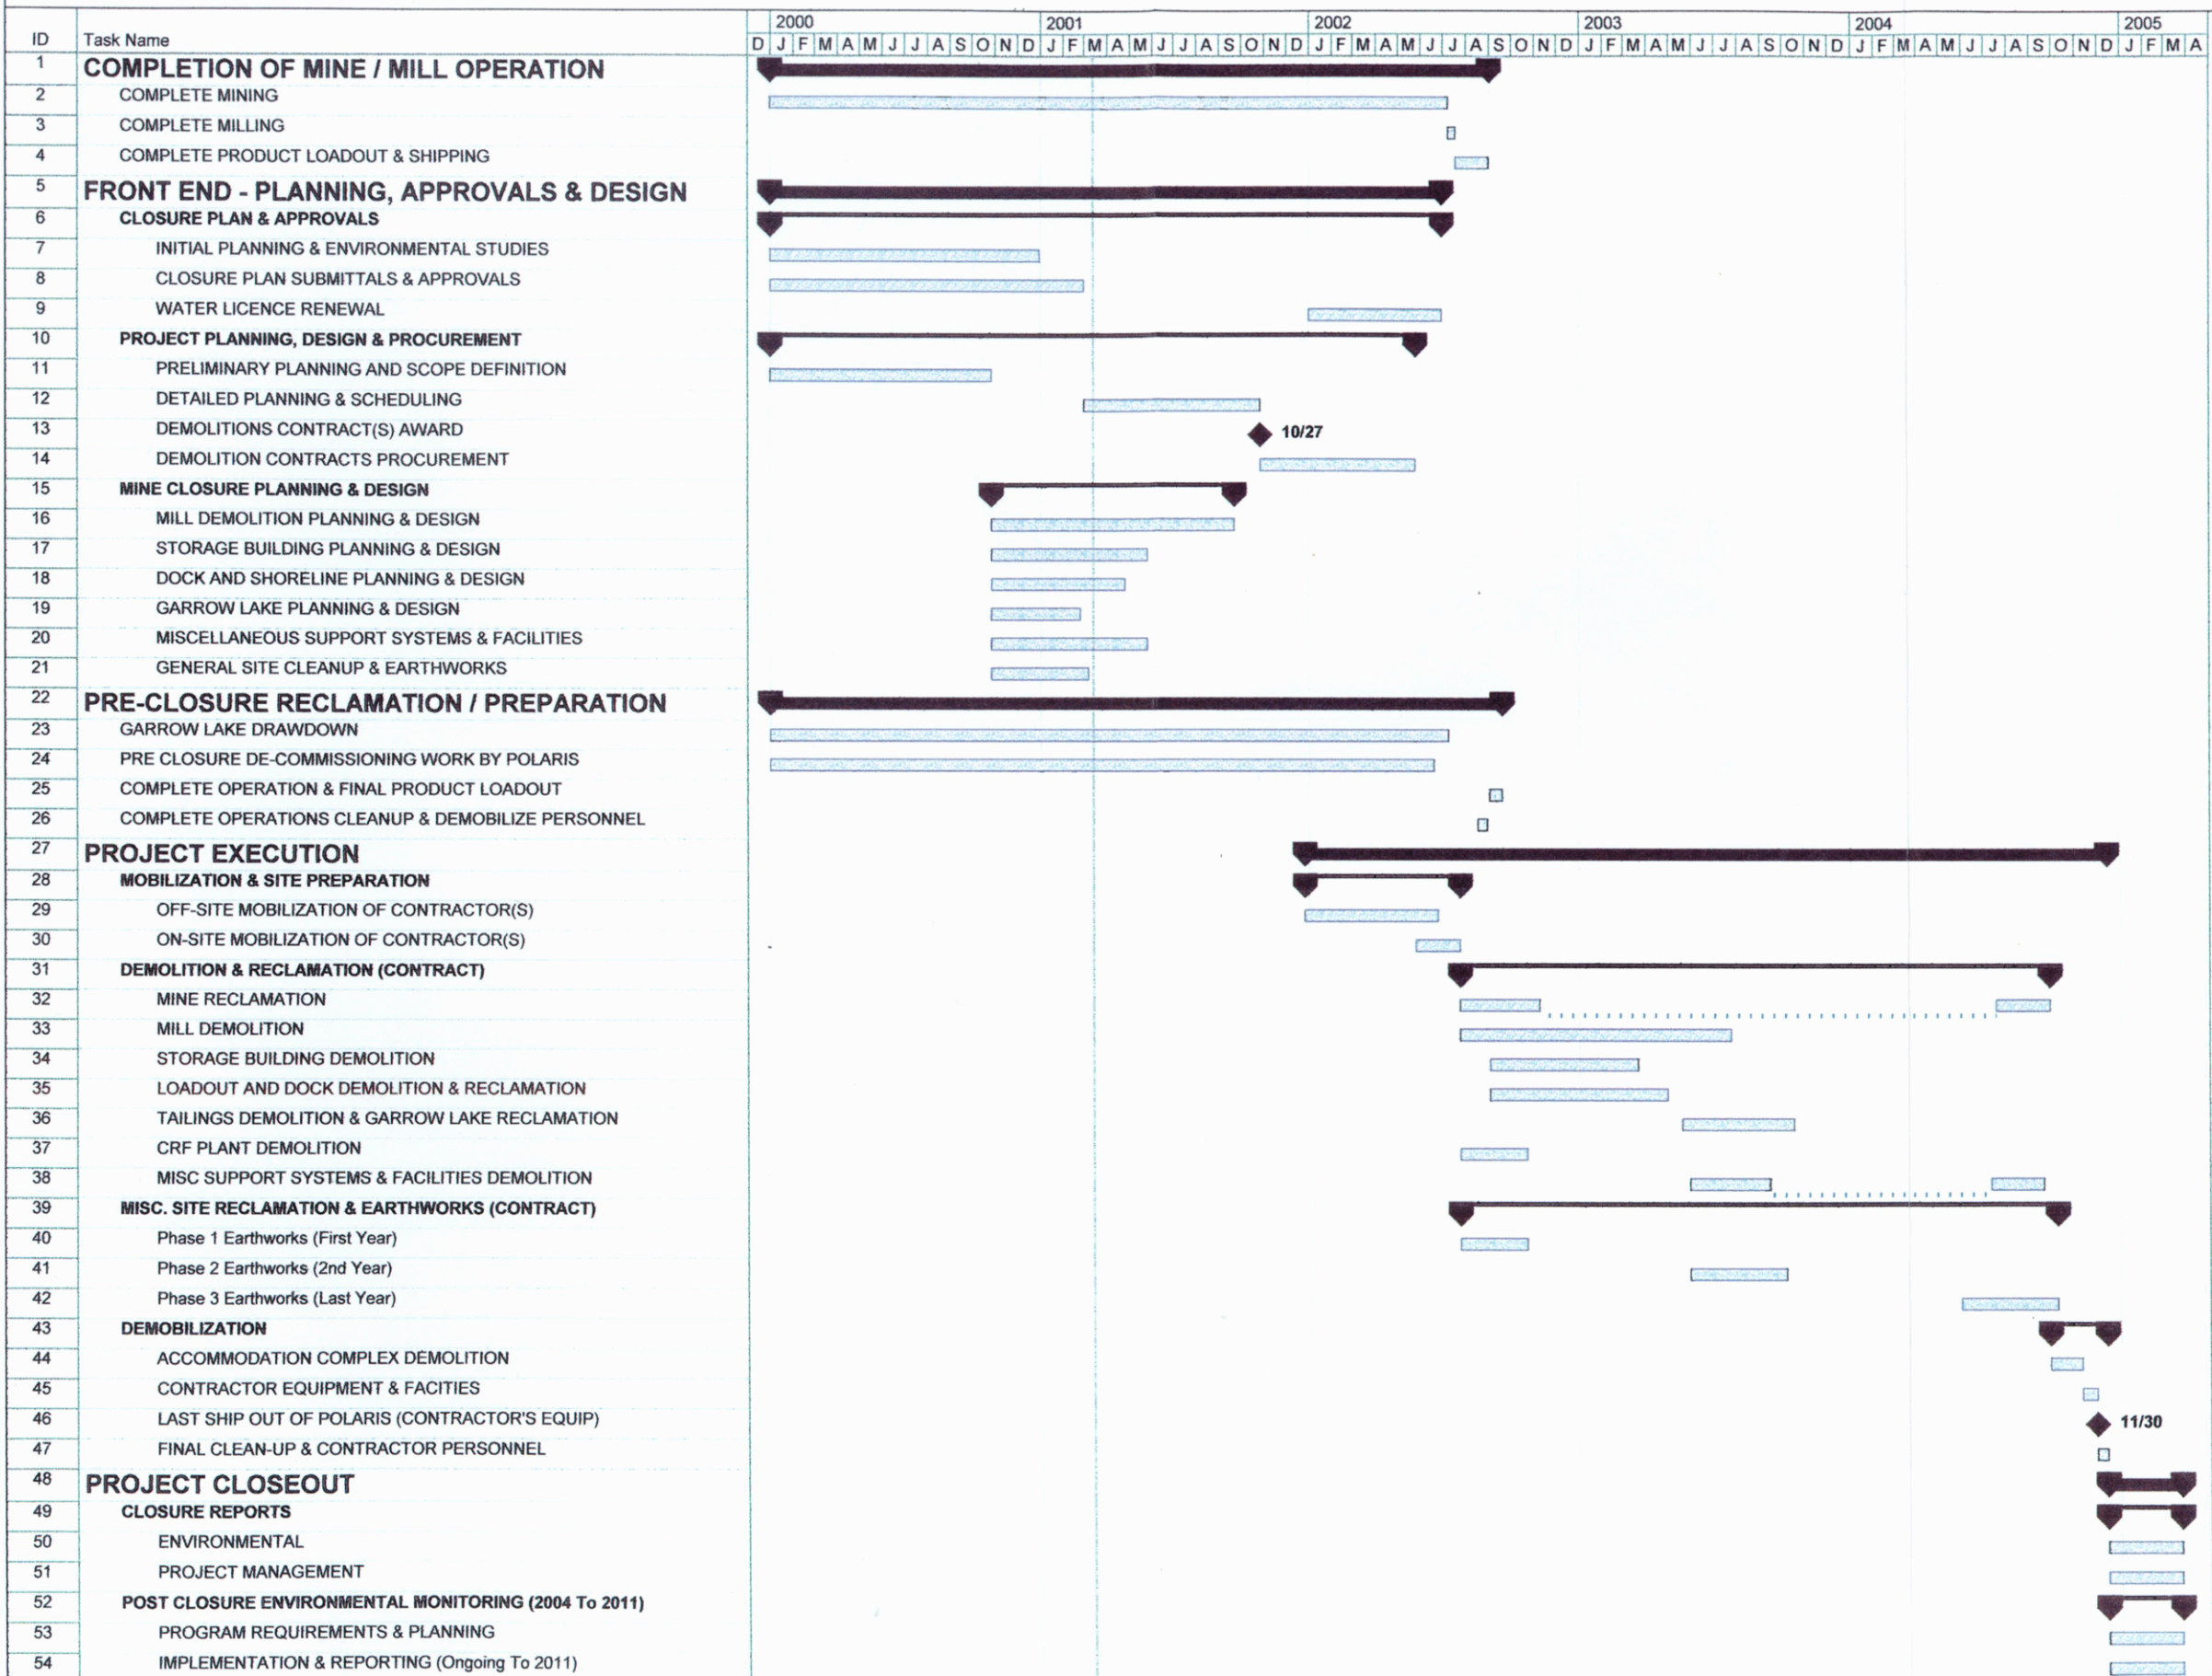 2000 2001 2002 2003 2004 2005
ID Task Name D J F M A M J J A S O N D J F M A M J J A S O N D J F M A M J J A S O N D J F M A M J J A S O N D J F M A M J J A S O N D J F M A
1 COMPLETION OF MINE / MILL OPERATION
2 COMPLETE MINING
3 COMPLETE MILLING
4 COMPLETE PRODUCT LOADOUT & SHIPPING
5 FRONT END - PLANNING, APPROVALS & DESIGN
6 CLOSURE PLAN & APPROVALS
7 INITIAL PLANNING & ENVIRONMENTAL STUDIES
8 CLOSURE PLAN SUBMITTALS & APPROVALS
9 WATER LICENCE RENEWAL
10 PROJECT PLANNING, DESIGN & PROCUREMENT
11 PRELIMINARY PLANNING AND SCOPE DEFINITION
12 DETAILED PLANNING & SCHEDULING
13 DEMOLITIONS CONTRACT(S) AWARD 10/27
14 DEMOLITION CONTRACTS PROCUREMENT
15 MINE CLOSURE PLANNING & DESIGN
16 MILL DEMOLITION PLANNING & DESIGN
17 STORAGE BUILDING PLANNING & DESIGN
18 DOCK AND SHORELINE PLANNING & DESIGN
19 GARROW LAKE PLANNING & DESIGN
20 MISCELLANEOUS SUPPORT SYSTEMS & FACILITIES
21 GENERAL SITE CLEANUP & EARTHWORKS
22 PRE-CLOSURE RECLAMATION / PREPARATION
23 GARROW LAKE DRAWDOWN
24 PRE CLOSURE DE-COMMISSIONING WORK BY POLARIS
25 COMPLETE OPERATION & FINAL PRODUCT LOADOUT
26 COMPLETE OPERATIONS CLEANUP & DEMOBILIZE PERSONNEL
27 PROJECT EXECUTION
28 MOBILIZATION & SITE PREPARATION
29 OFF-SITE MOBILIZATION OF CONTRACTOR(S)
30 ON-SITE MOBILIZATION OF CONTRACTOR(S)
31 DEMOLITION & RECLAMATION (CONTRACT)
32 MINE RECLAMATION
33 MILL DEMOLITION
34 STORAGE BUILDING DEMOLITION
35 LOADOUT AND DOCK DEMOLITION & RECLAMATION
36 TAILINGS DEMOLITION & GARROW LAKE RECLAMATION
37 CRF PLANT DEMOLITION
38 MISC SUPPORT SYSTEMS & FACILITIES DEMOLITION
39 MISC. SITE RECLAMATION & EARTHWORKS (CONTRACT)
40 Phase 1 Earthworks (First Year)
41 Phase 2 Earthworks (2nd Year)
42 Phase 3 Earthworks (Last Year)
43 DEMOBILIZATION
44 ACCOMMODATION COMPLEX DEMOLITION
45 CONTRACTOR EQUIPMENT & FACITIES
46 LAST SHIP OUT OF POLARIS (CONTRACTOR'S EQUIP) 11/30
47 FINAL CLEAN-UP & CONTRACTOR PERSONNEL
48 PROJECT CLOSEOUT
49 CLOSURE REPORTS
50 ENVIRONMENTAL
51 PROJECT MANAGEMENT
52 POST CLOSURE ENVIRONMENTAL MONITORING (2004 To 2011)
53 PROGRAM REQUIREMENTS & PLANNING
54 IMPLEMENTATION & REPORTING (Ongoing To 2011)